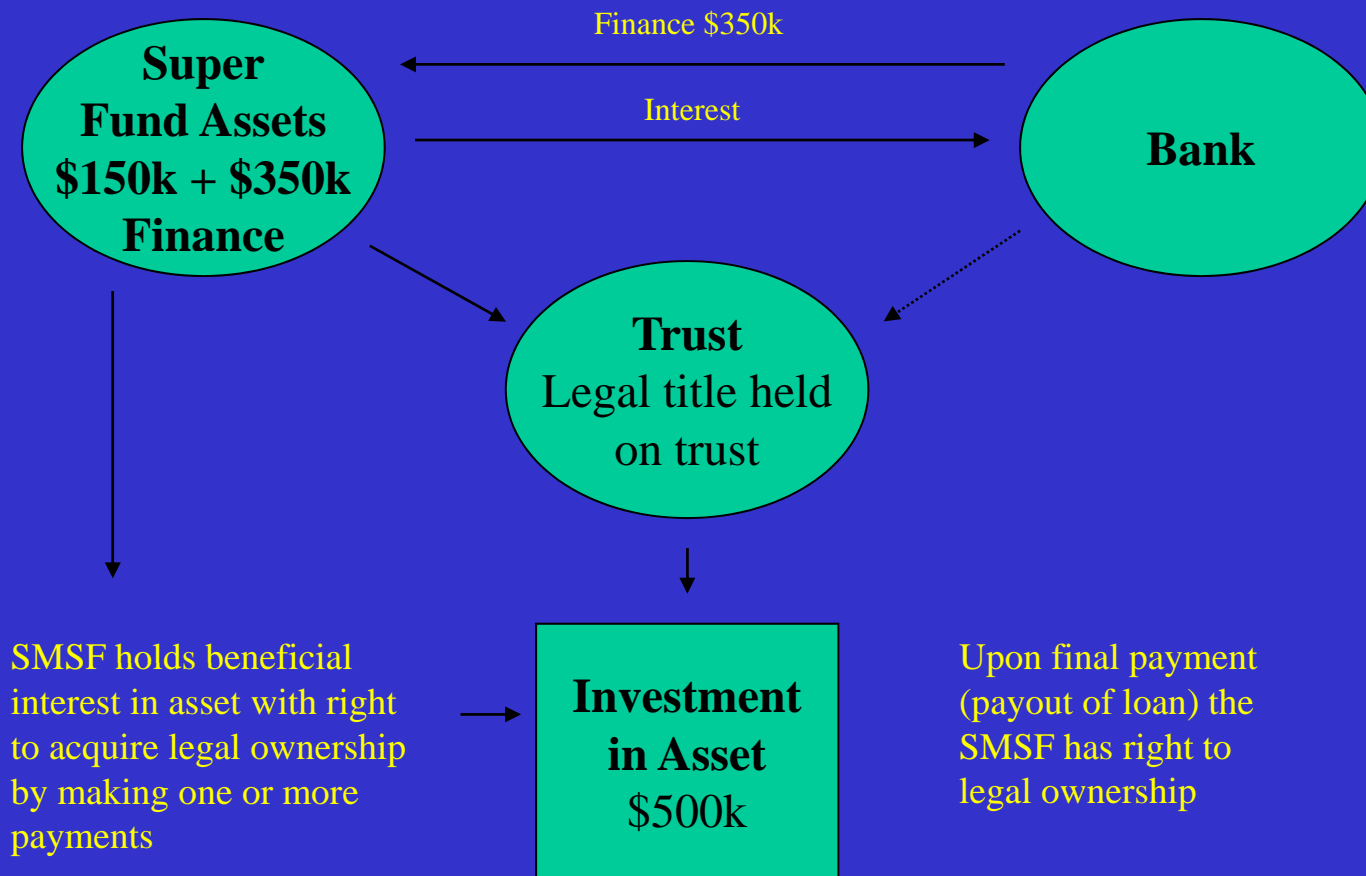 Finance $350k
Super
Fund Assets
$150k + $350k
Finance
Interest
Bank
Trust
Legal title held
on trust
SMSF holds beneficial
interest in asset with right
to acquire legal ownership
by making one or more
payments
Investment
in Asset
$500k
Upon final payment
(payout of loan) the
SMSF has right to
legal ownership